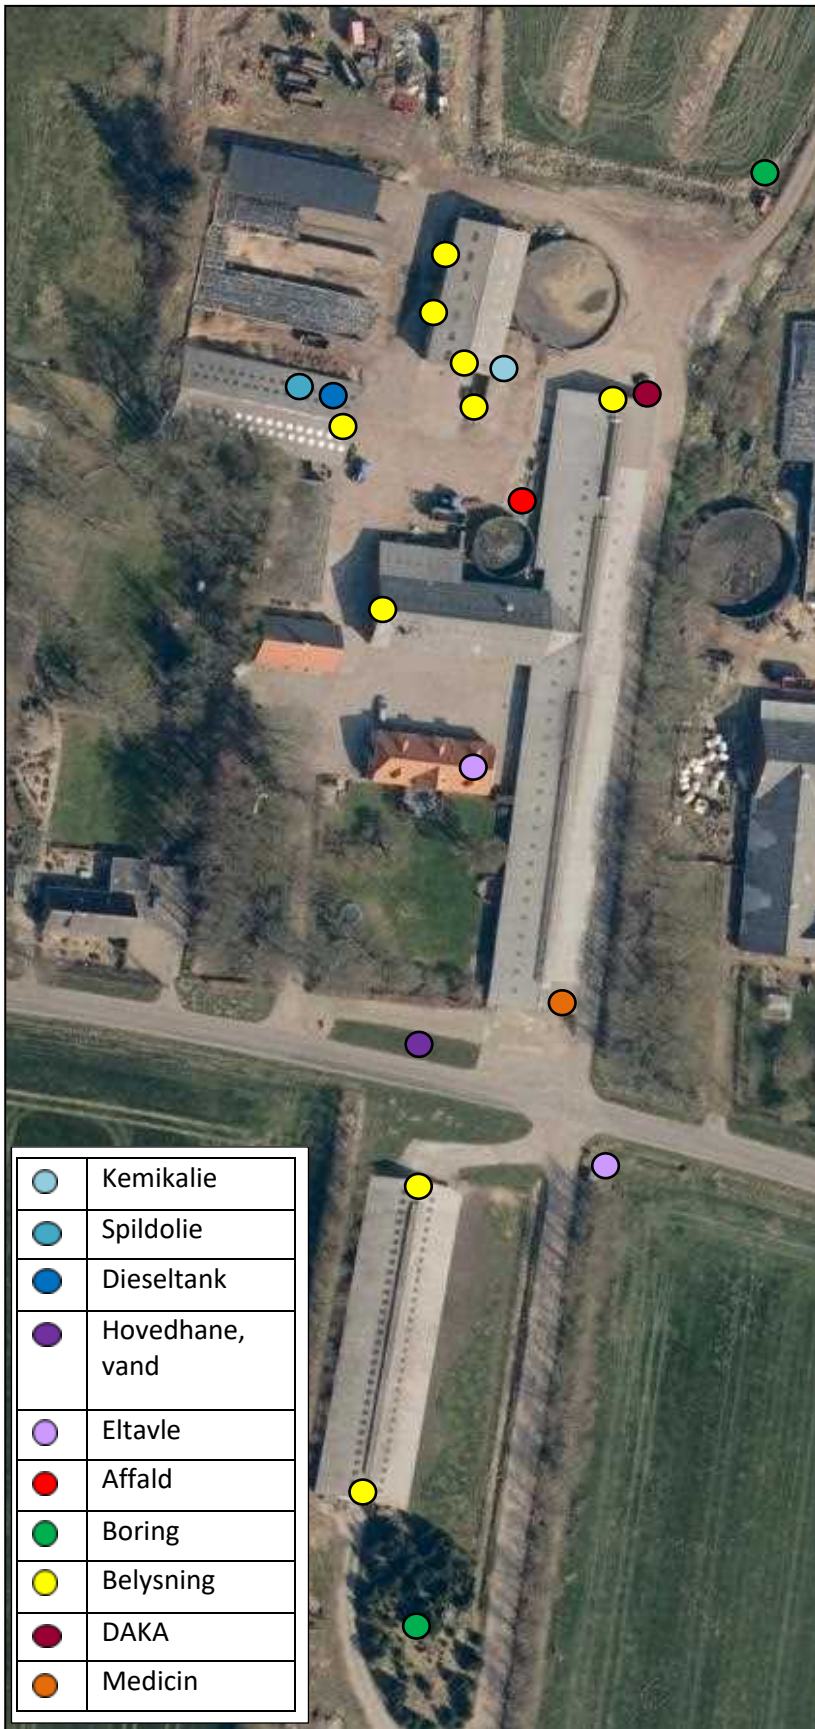 Kemikalie
Spildolie
Dieseltank
Hovedhane,
vand
Eltavle
Affald
Boring
Belysning
DAKA
Medicin